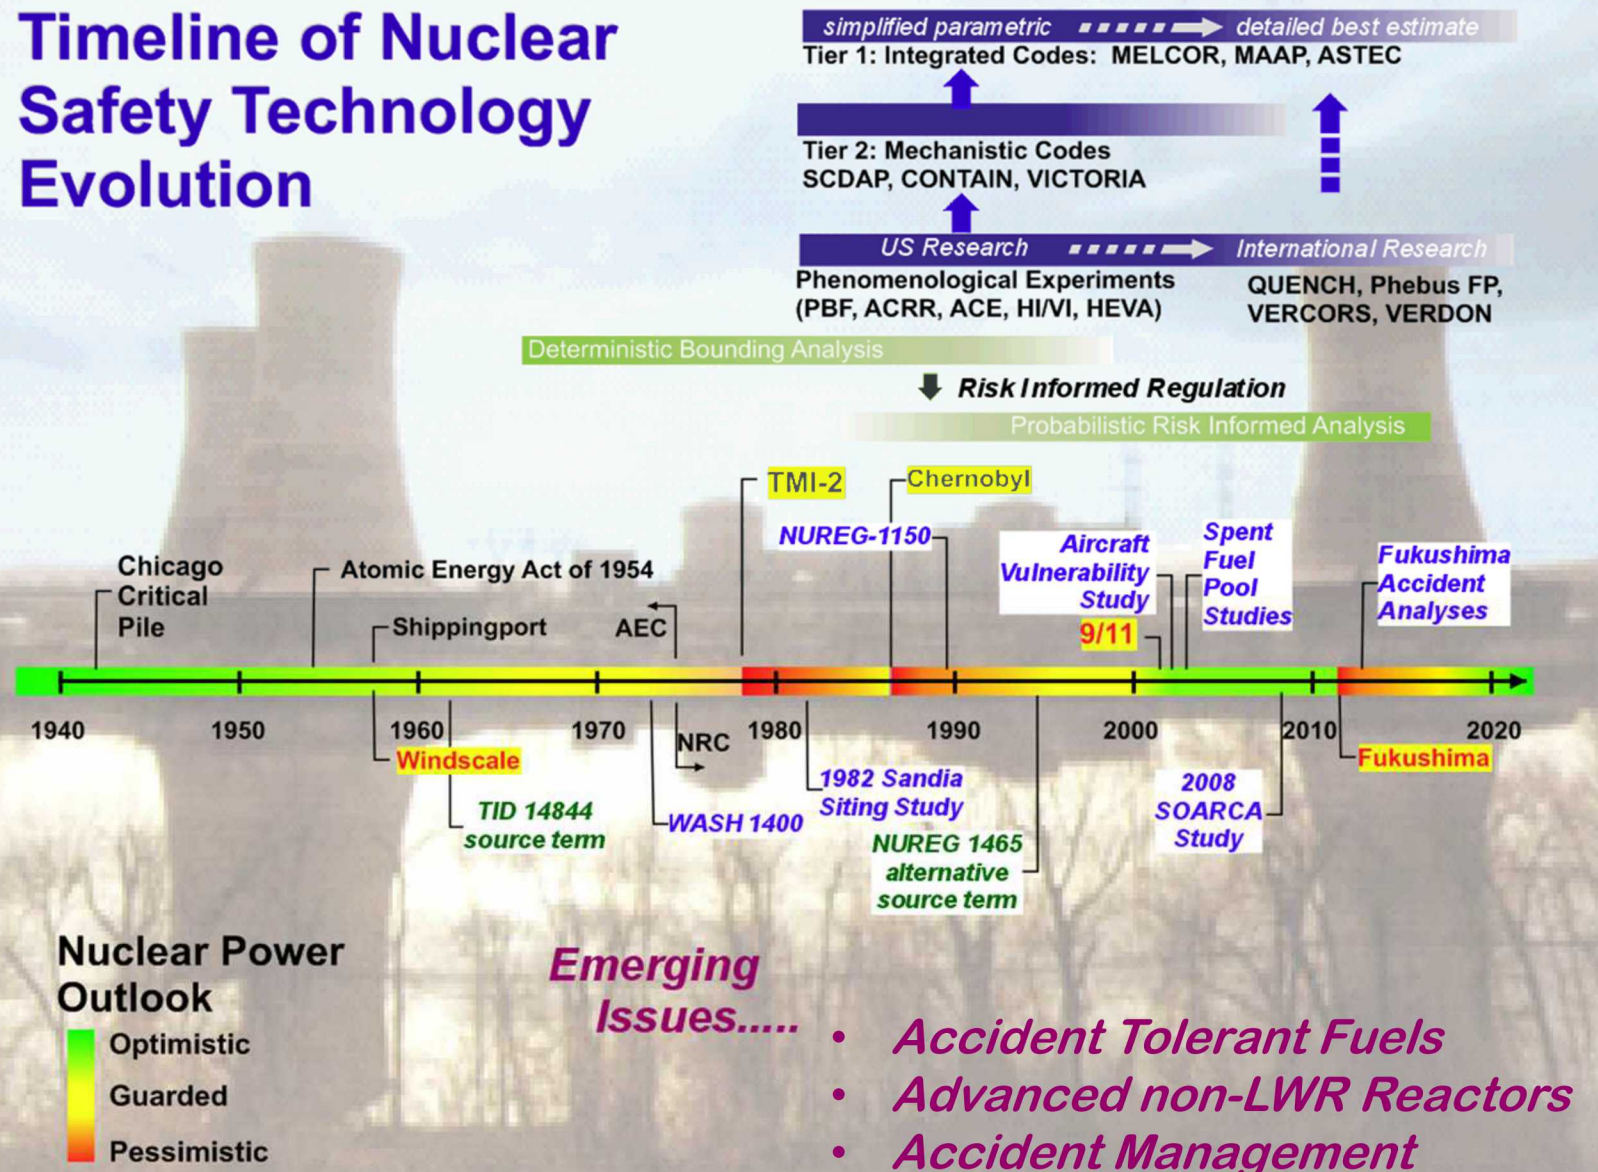 Timeline of Nuclear
Safety Technology
Evolution
simplified parametric
detailed best estimate
Tier 1: Integrated Codes: MELCOR, MAAP, ASTEC
Tier 2: Mechanistic Codes
SCDAP, CONTAIN, VICTORIA
US Research
International Research
Phenomenological Experiments
(PBF, ACRR, ACE, HI/VI, HEVA)
QUENCH, Phebus FP,
VERCORS, VERDON
Deterministic Bounding Analysis
Risk Informed Regulation
Probabilistic Risk Informed Analysis
TMI-2
Chernobyl
NUREG-1150
Aircraft
Vulnerability
Study
9/11
Spent
Fuel
Pool
Studies
Fukushima
Accident
Analyses
Chicago
Critical
Pile
Atomic Energy Act of 1954
Shippingport
AEC
1940
1950
1960
1970
1980
1990
2000
2010
2020
NRC
Windscale
Fukushima
TID 14844
source term
WASH 1400
1982 Sandia
Siting Study
NUREG 1465
alternative
source term
2008
SOARCA
Study
Nuclear Power
Outlook
Optimistic
Guarded
Pessimistic
Emerging
Issues.....
• Accident Tolerant Fuels
• Advanced non-LWR Reactors
• Accident Management